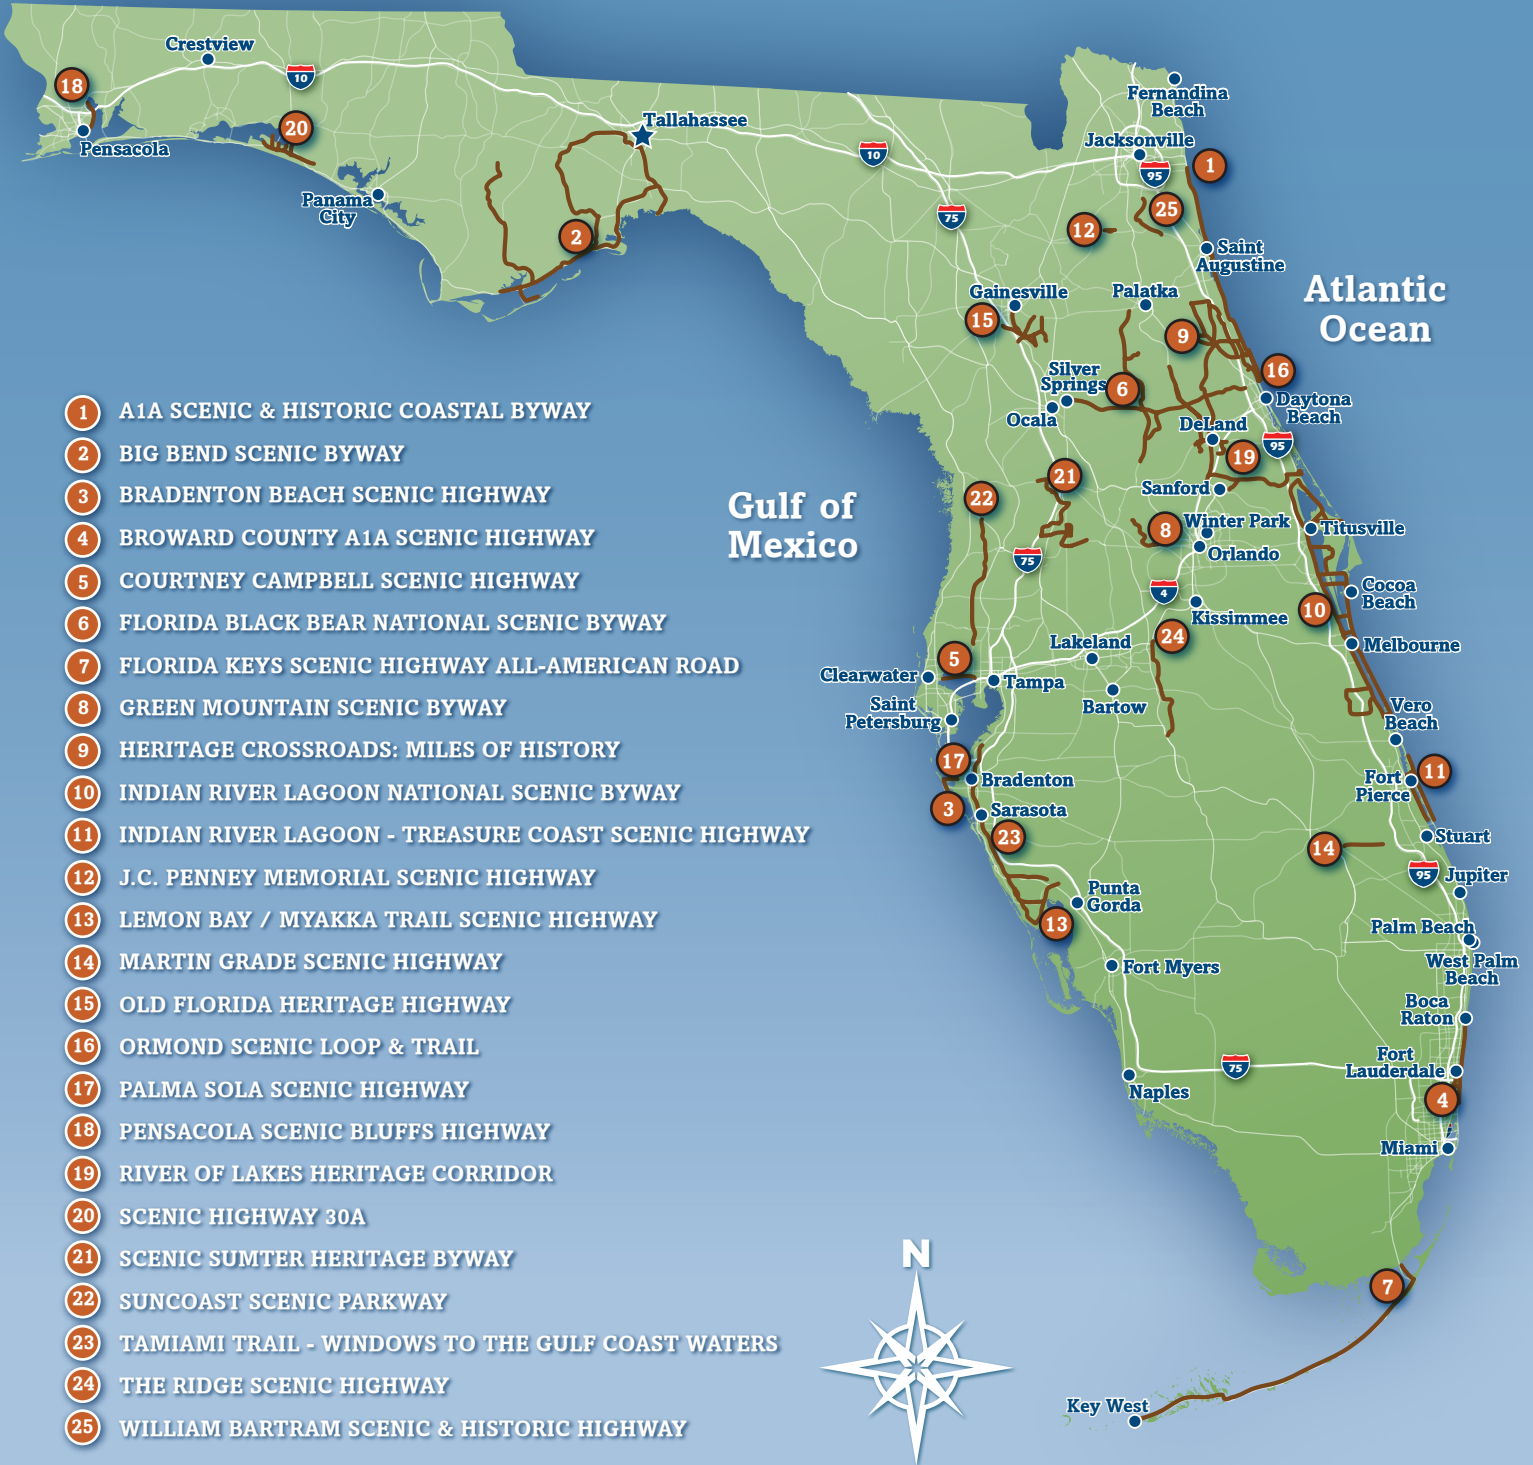 Crestview
18
10
Fernandina
Beach
20
Tallahassee
Pensacola
10
Jacksonville
1
95
Panama
City
75
25
2
12
Saint
Augustine
Gainesville
Palatka
Atlantic
Ocean
15
9
Silver
Springs
6
16
Ocala
Daytona
Beach
DeLand
95
19
21
22
Sanford
Gulf of
Mexico
8
Winter Park
Titusville
Orlando
75
4
Cocoa
Beach
10
Kissimmee
24
Lakeland
Melbourne
5
Clearwater
Tampa
Saint
Petersburg
Bartow
Vero
Beach
17
Bradenton
11
Fort
Pierce
3
Sarasota
23
Stuart
14
95
Jupiter
Punta
Gorda
13
Palm Beach
Fort Myers
West Palm
Beach
Boca
Raton
Fort
Lauderdale
75
Naples
4
Miami
7
Key West
N
1 A1A SCENIC & HISTORIC COASTAL BYWAY
2 BIG BEND SCENIC BYWAY
3 BRADENTON BEACH SCENIC HIGHWAY
4 BROWARD COUNTY A1A SCENIC HIGHWAY
5 COURTNEY CAMPBELL SCENIC HIGHWAY
6 FLORIDA BLACK BEAR NATIONAL SCENIC BYWAY
7 FLORIDA KEYS SCENIC HIGHWAY ALL-AMERICAN ROAD
8 GREEN MOUNTAIN SCENIC BYWAY
9 HERITAGE CROSSROADS: MILES OF HISTORY
10 INDIAN RIVER LAGOON NATIONAL SCENIC BYWAY
11 INDIAN RIVER LAGOON - TREASURE COAST SCENIC HIGHWAY
12 J.C. PENNEY MEMORIAL SCENIC HIGHWAY
13 LEMON BAY / MYAKKA TRAIL SCENIC HIGHWAY
14 MARTIN GRADE SCENIC HIGHWAY
15 OLD FLORIDA HERITAGE HIGHWAY
16 ORMOND SCENIC LOOP & TRAIL
17 PALMA SOLA SCENIC HIGHWAY
18 PENSACOLA SCENIC BLUFFS HIGHWAY
19 RIVER OF LAKES HERITAGE CORRIDOR
20 SCENIC HIGHWAY 30A
21 SCENIC SUMTER HERITAGE BYWAY
22 SUNCOAST SCENIC PARKWAY
23 TAMIAMI TRAIL - WINDOWS TO THE GULF COAST WATERS
24 THE RIDGE SCENIC HIGHWAY
25 WILLIAM BARTRAM SCENIC & HISTORIC HIGHWAY